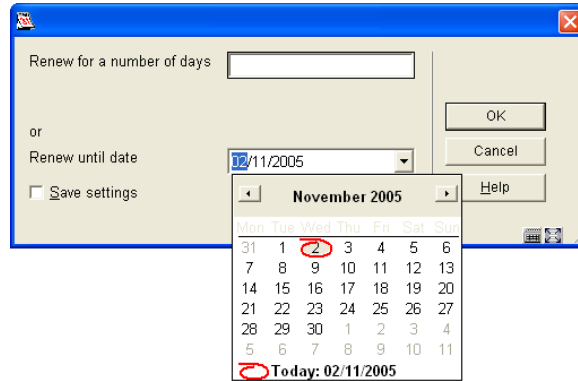 Renew for a number of days
OK
or
Renew until date 02/11/2005 Cancel
Save settings Help
November 2005
Mon Tue Wed Thu Fri Sat Sun
31 1 2 3 4 5 6
7 8 9 10 11 12 13
14 15 16 17 18 19 20
21 22 23 24 25 26 27
28 29 30 1 2 3 4
5 6 7 8 9 10 11
Today: 02/11/2005